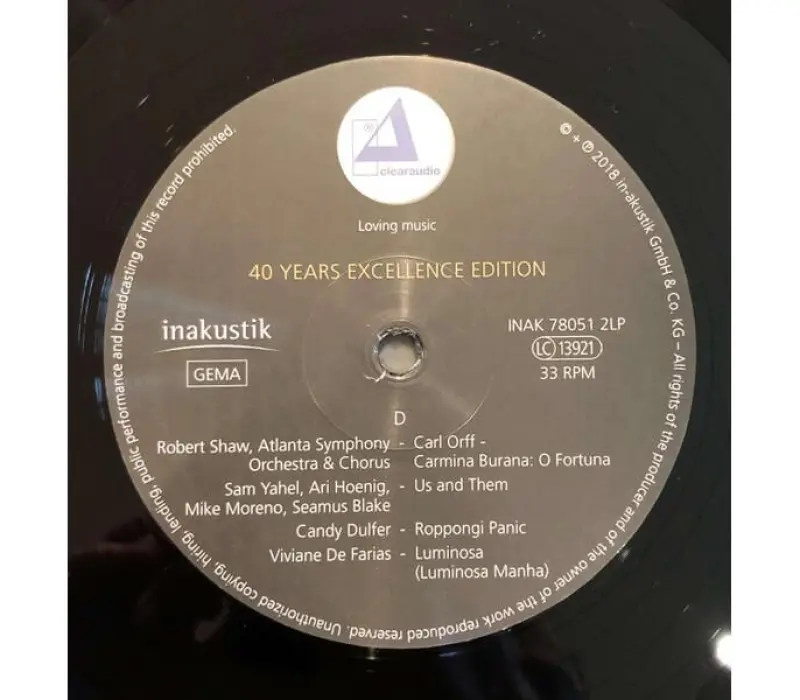 clearaudio
Loving music
40 YEARS EXCELLENCE EDITION
inakustik
GEMA
INAK 78051 2LP
LC 13921
33 RPM
D
Robert Shaw, Atlanta Symphony - Carl Orff -
Orchestra & Chorus Carmina Burana: O Fortuna
Sam Yahel, Ari Hoenig, - Us and Them
Mike Moreno, Seamus Blake
Candy Dulfer - Roppongi Panic
Viviane De Farias - Luminosa
(Luminosa Manha)
© + ℗ 2018 in-akustik GmbH & Co. KG – All rights of the producer and of the owner of the work reproduced reserved. Unauthorized copying, hiring, lending, public performance and broadcasting of this record prohibited.